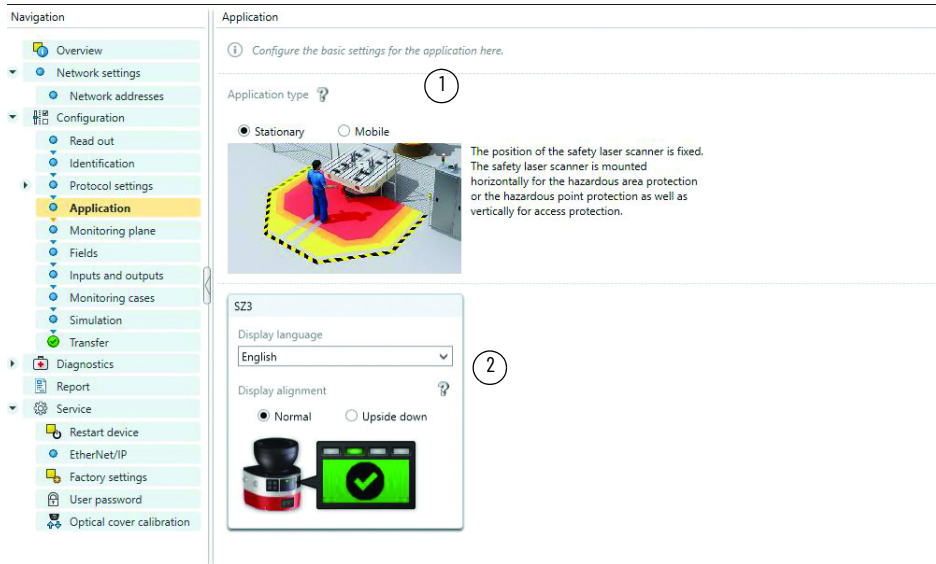 Navigation
Overview
Network settings
Network addresses
Configuration
Read out
Identification
Protocol settings
Application
Monitoring plane
Fields
Inputs and outputs
Monitoring cases
Simulation
Transfer
Diagnostics
Report
Service
Restart device
EtherNet/IP
Factory settings
User password
Optical cover calibration
Application
Configure the basic settings for the application here.
Application type
1
Stationary
Mobile
The position of the safety laser scanner is fixed.
The safety laser scanner is mounted
horizontally for the hazardous area protection
or the hazardous point protection as well as
vertically for access protection.
SZ3
Display language
English
2
Display alignment
Normal
Upside down